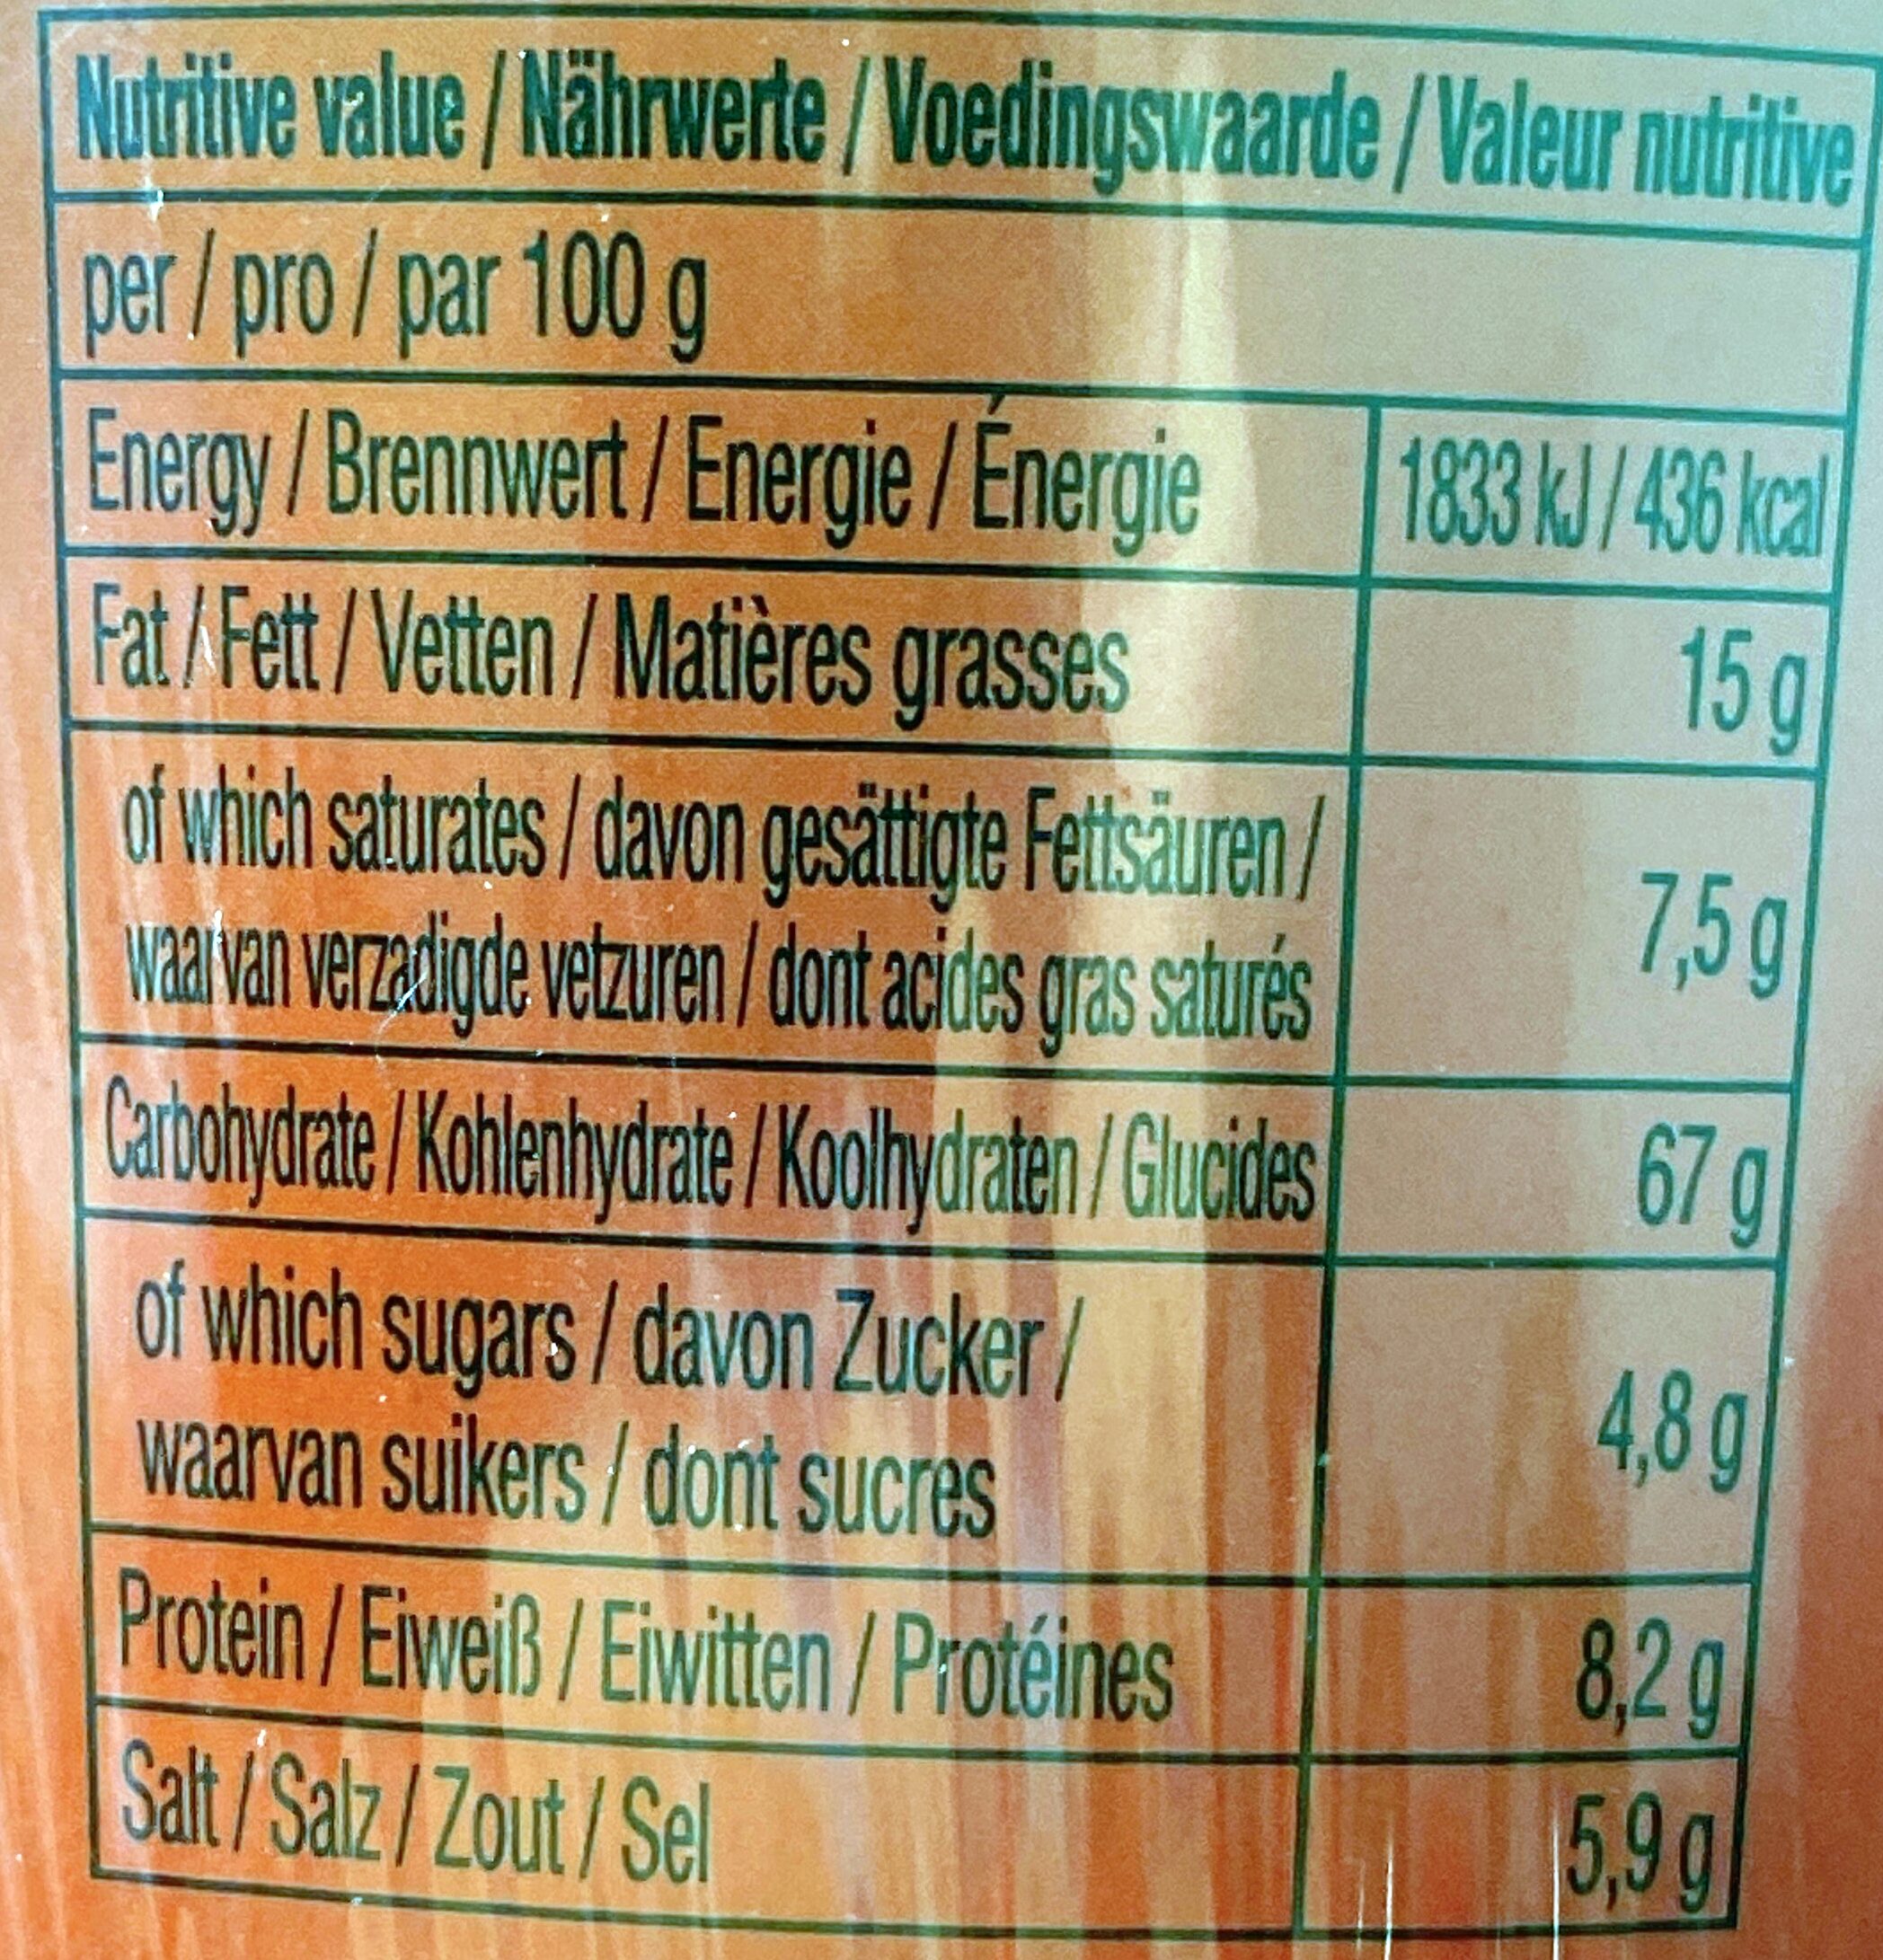 Nutritive value / Nährwerte / Voedingswaarde / Valeur nutritive
per / pro / par 100 g
Energy / Brennwert / Energie / Énergie 1833 kJ / 436 kcal
Fat / Fett / Vetten / Matières grasses 15 g
of which saturates / davon gesättigte Fettsäuren /
waarvan verzadigde vetzuren / dont acides gras saturés 7,5 g
Carbohydrate / Kohlenhydrate / Koolhydraten / Glucides 67 g
of which sugars / davon Zucker /
waarvan suikers / dont sucres 4,8 g
Protein / Eiweiß / Eiwitten / Protéines 8,2 g
Salt / Salz / Zout / Sel 5,9 g